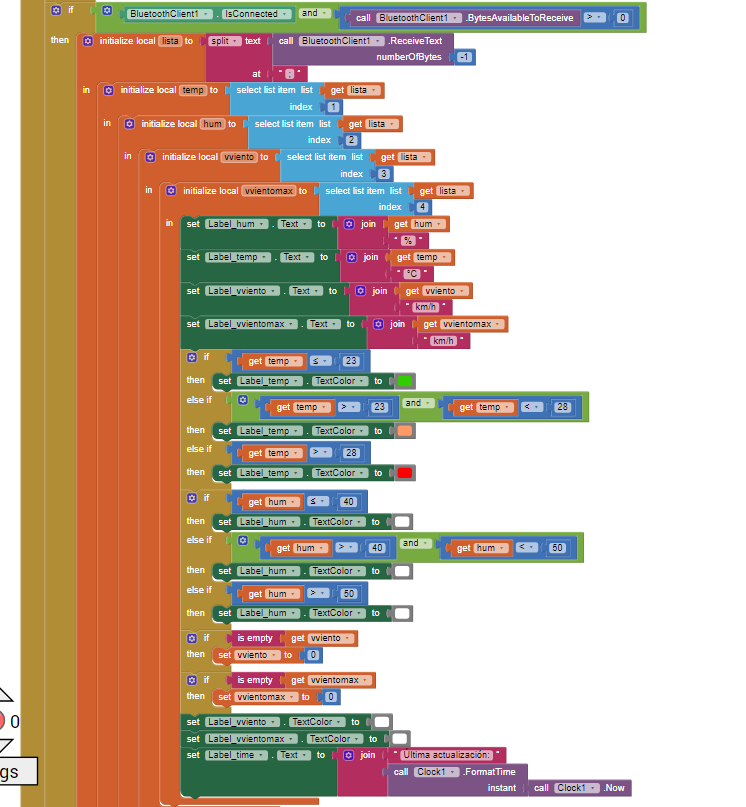 if BluetoothClient1 . IsConnected and call BluetoothClient1 .BytesAvailableToReceive > 0
then initialize local lista to split text call BluetoothClient1 .ReceiveText
numberOfBytes -1
at " ; "
in initialize local temp to select list item list get lista
index 1
in initialize local hum to select list item list get lista
index 2
in initialize local vviento to select list item list get lista
index 3
in initialize local vvientomax to select list item list get lista
index 4
in set Label_hum . Text to join get hum
" % "
set Label_temp . Text to join get temp
" °C "
set Label_vviento . Text to join get vviento
" km/h "
set Label_vvientomax . Text to join get vvientomax
" km/h "
if get temp ≤ 23
then set Label_temp . TextColor to
else if get temp > 23 and get temp < 28
then set Label_temp . TextColor to
else if get temp > 28
then set Label_temp . TextColor to
if get hum ≤ 40
then set Label_hum . TextColor to
else if get hum > 40 and get hum < 50
then set Label_hum . TextColor to
else if get hum > 50
then set Label_hum . TextColor to
if is empty get vviento
then set vviento to 0
if is empty get vvientomax
then set vvientomax to 0
0
set Label_vviento . TextColor to
set Label_vvientomax . TextColor to
set Label_time . Text to join " Última actualización: "
gs
call Clock1 .FormatTime
instant call Clock1 .Now